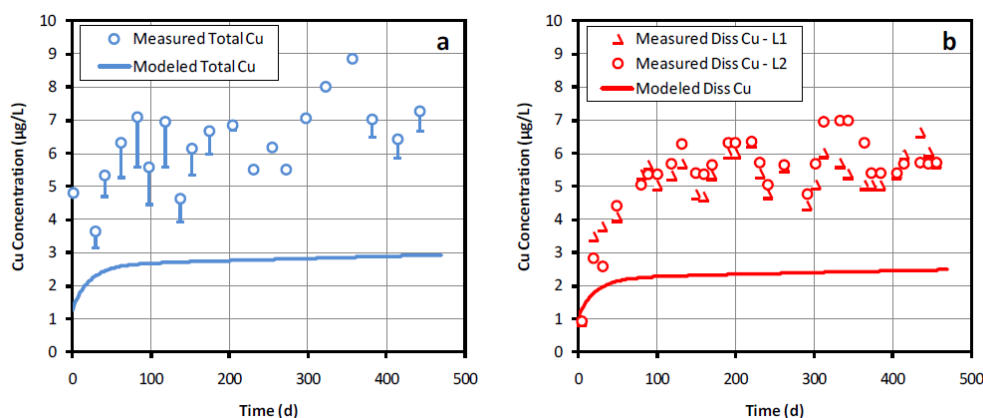 10
9
8
7
6
5
4
3
2
1
0
Cu Concentration (µg/L)
Measured Total Cu
Modeled Total Cu
a
0 100 200 300 400 500
Time (d)
10
9
8
7
6
5
4
3
2
1
0
Cu Concentration (µg/L)
Measured Diss Cu - L1
Measured Diss Cu - L2
Modeled Diss Cu
b
0 100 200 300 400 500
Time (d)